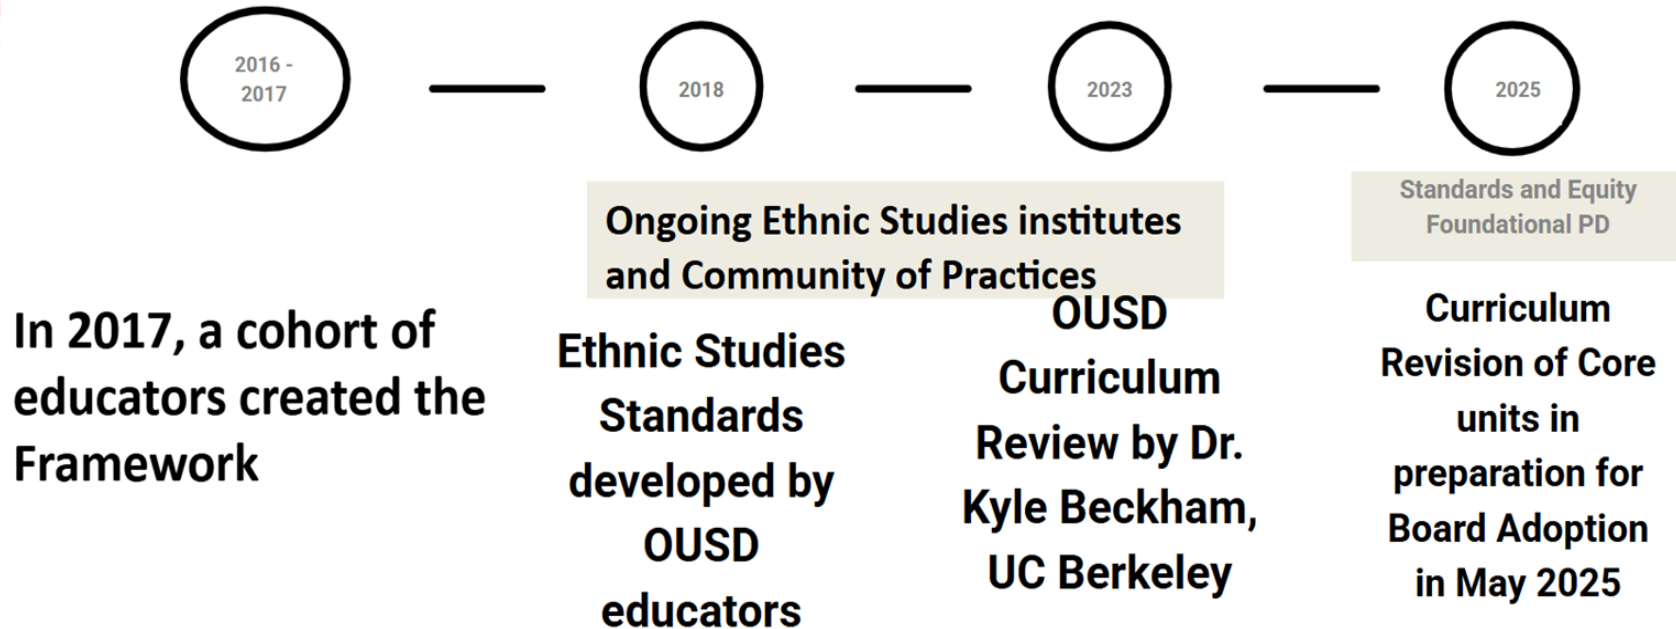 2016 -
2017
2018
2023
2025
Ongoing Ethnic Studies institutes
and Community of Practices
Standards and Equity
Foundational PD
In 2017, a cohort of
educators created the
Framework
Ethnic Studies
Standards
developed by
OUSD
educators
OUSD
Curriculum
Review by Dr.
Kyle Beckham,
UC Berkeley
Curriculum
Revision of Core
units in
preparation for
Board Adoption
in May 2025